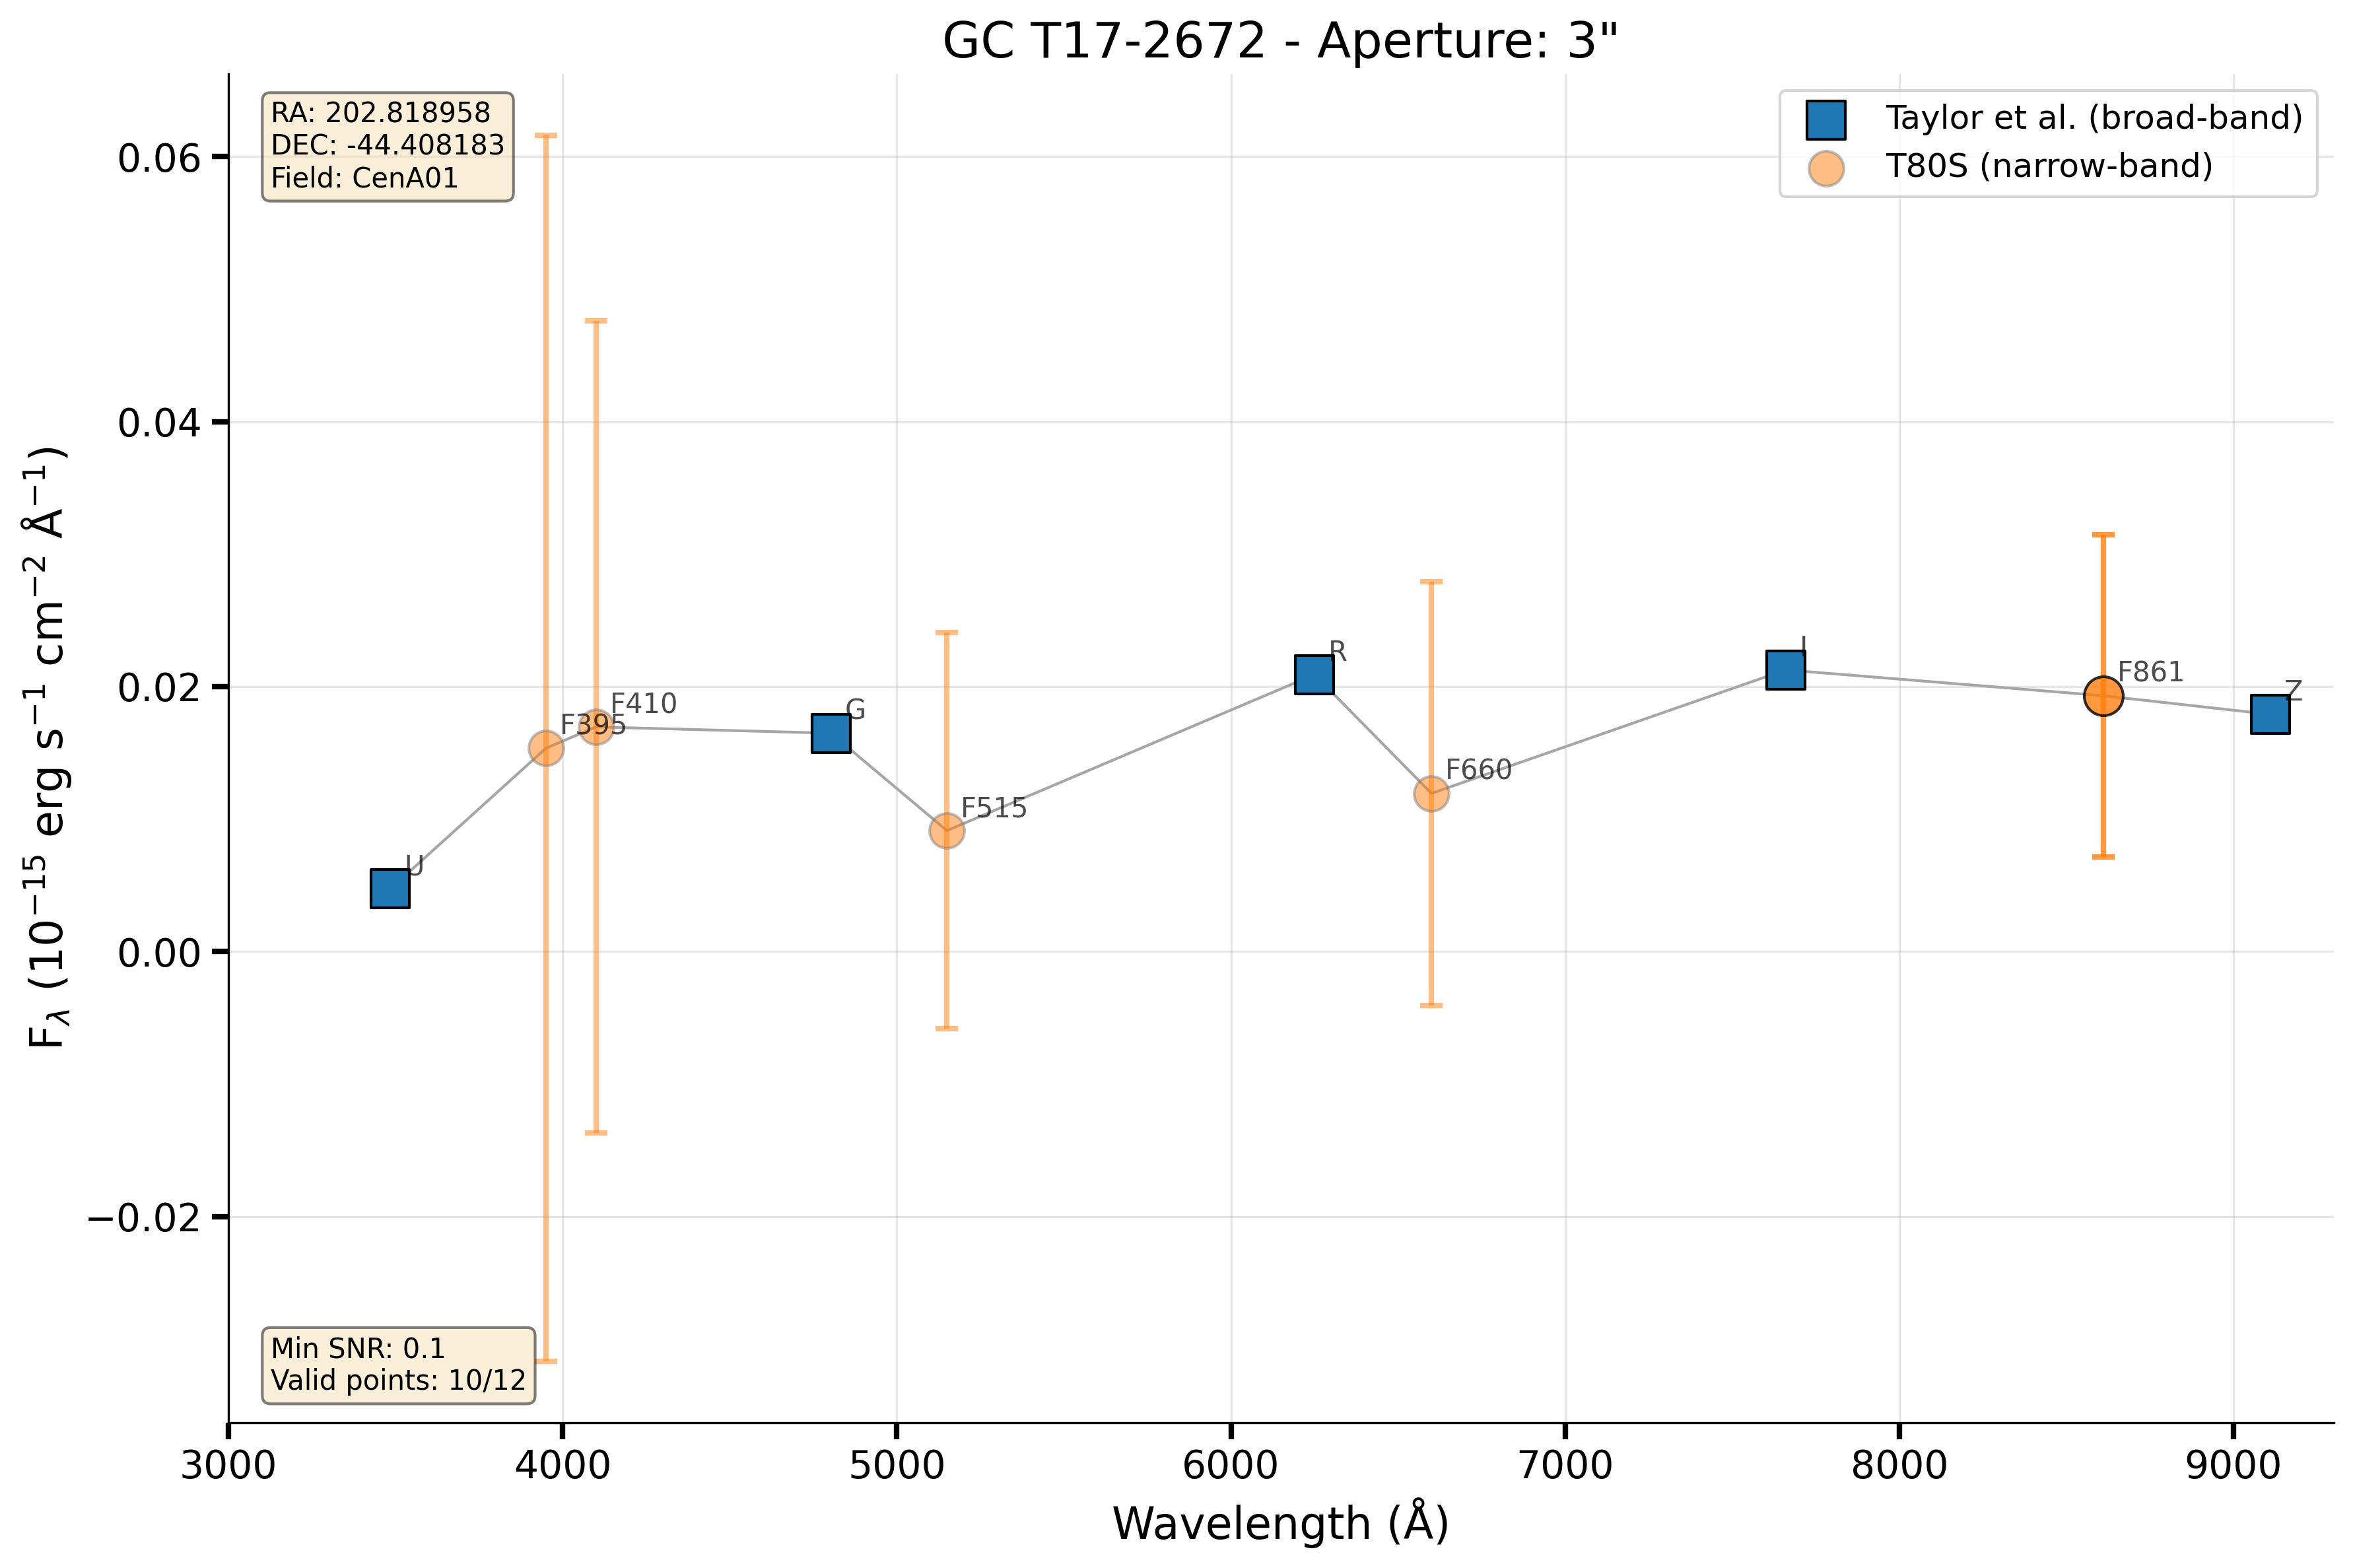 GC T17-2672 - Aperture: 3"
RA: 202.818958
DEC: -44.408183
Field: CenA01
Taylor et al. (broad-band)
T80S (narrow-band)
0.06
0.04
0.02
0.00
−0.02
F_λ (10⁻¹⁵ erg s⁻¹ cm⁻² Å⁻¹)
U
F395
F410
G
F515
R
F660
I
F861
Z
Min SNR: 0.1
Valid points: 10/12
3000 4000 5000 6000 7000 8000 9000
Wavelength (Å)